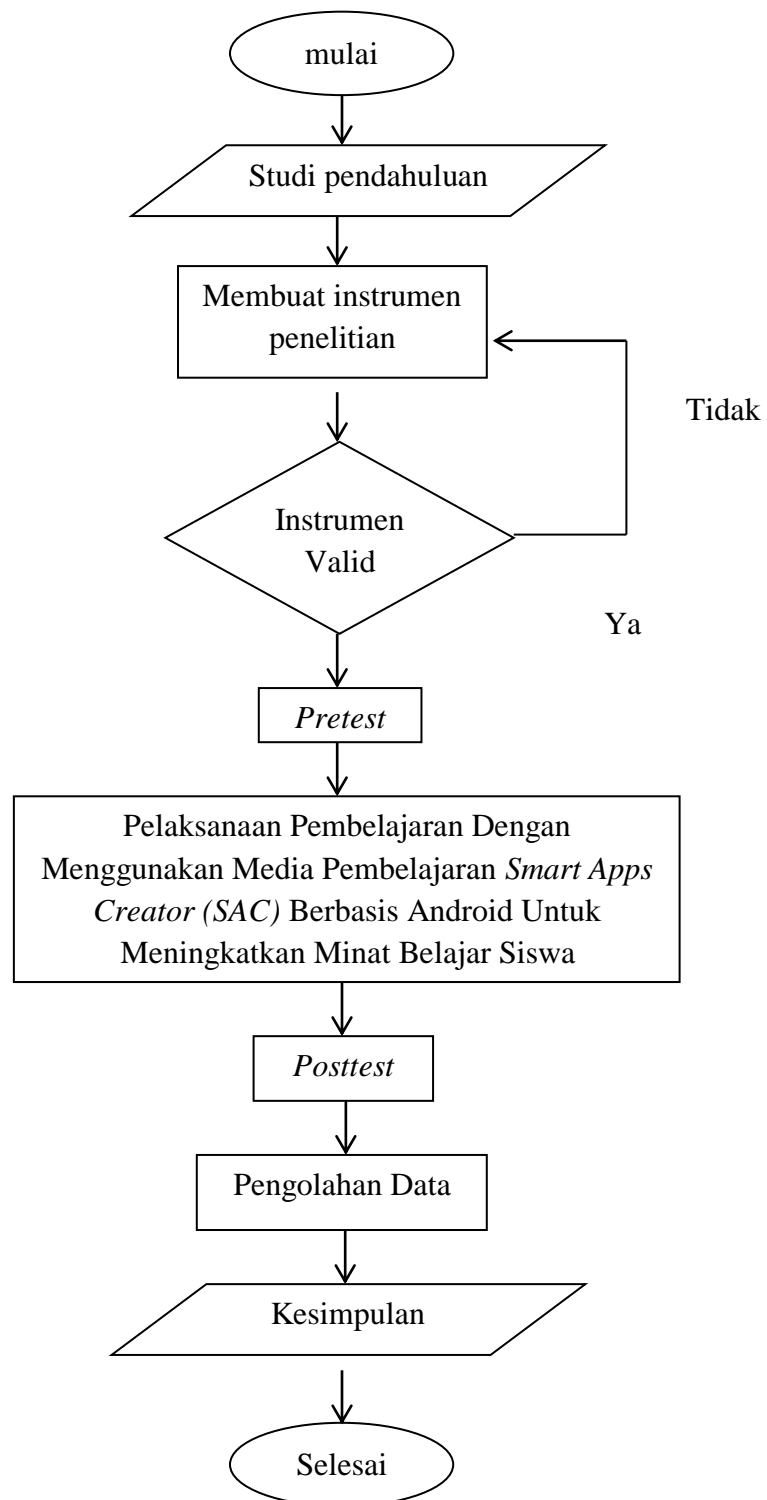 mulai
Studi pendahuluan
Membuat instrumen
penelitian
Tidak
Instrumen
Valid
Ya
Pretest
Pelaksanaan Pembelajaran Dengan
Menggunakan Media Pembelajaran Smart Apps
Creator (SAC) Berbasis Android Untuk
Meningkatkan Minat Belajar Siswa
Posttest
Pengolahan Data
Kesimpulan
Selesai